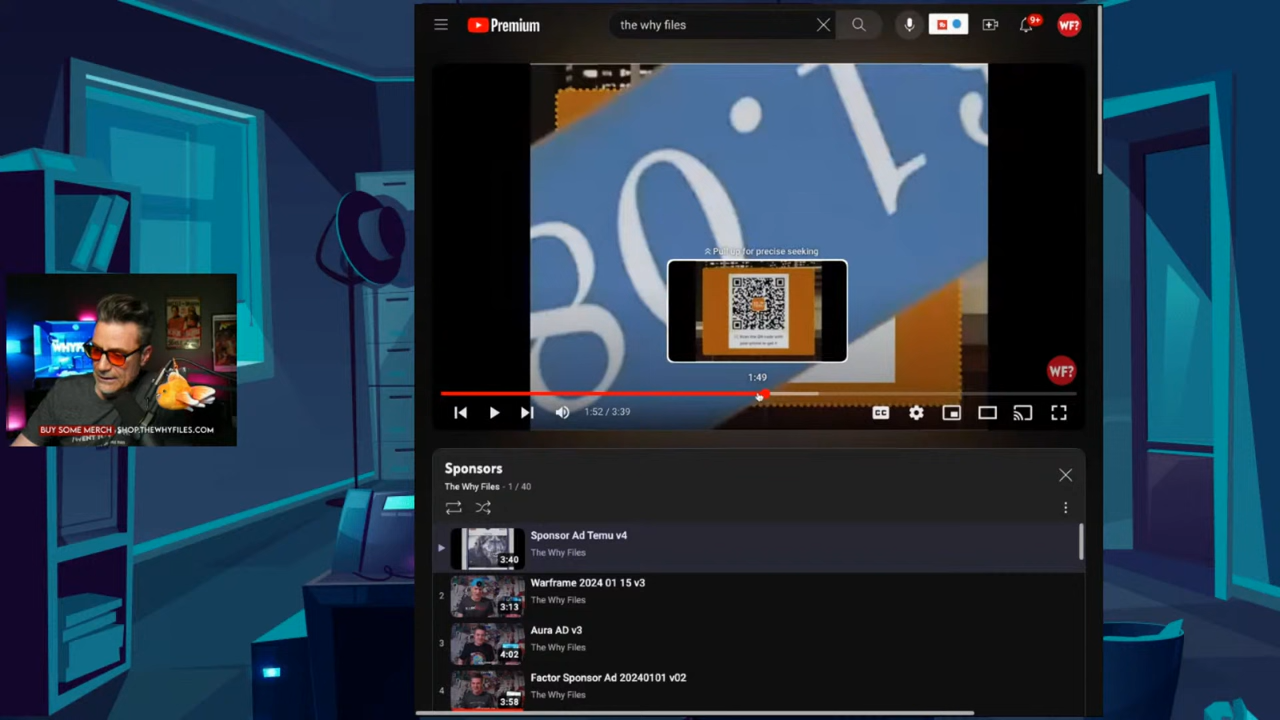 Premium
the why files
9+
WF?
80
Pull up for precise seeking
1:49
WF?
1:52 / 3:39
CC
Sponsors
The Why Files - 1 / 40
Sponsor Ad Temu v4
The Why Files
3:40
2
Warframe 2024 01 15 v3
The Why Files
3:13
3
Aura AD v3
The Why Files
4:02
4
Factor Sponsor Ad 20240101 v02
The Why Files
3:58
BUY SOME MERCH - SHOP.THEWHYFILES.COM